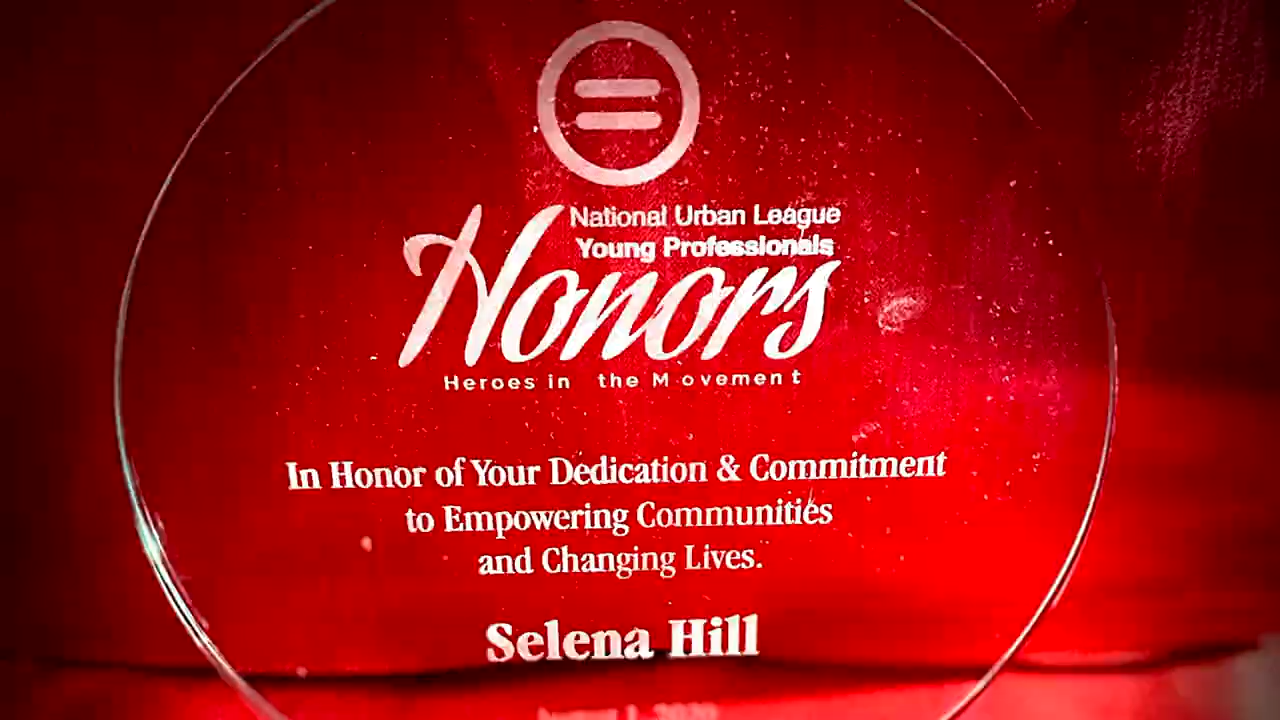 National Urban League
Young Professionals
Honors
Heroes in the Movement
In Honor of Your Dedication & Commitment
to Empowering Communities
and Changing Lives.
Selena Hill